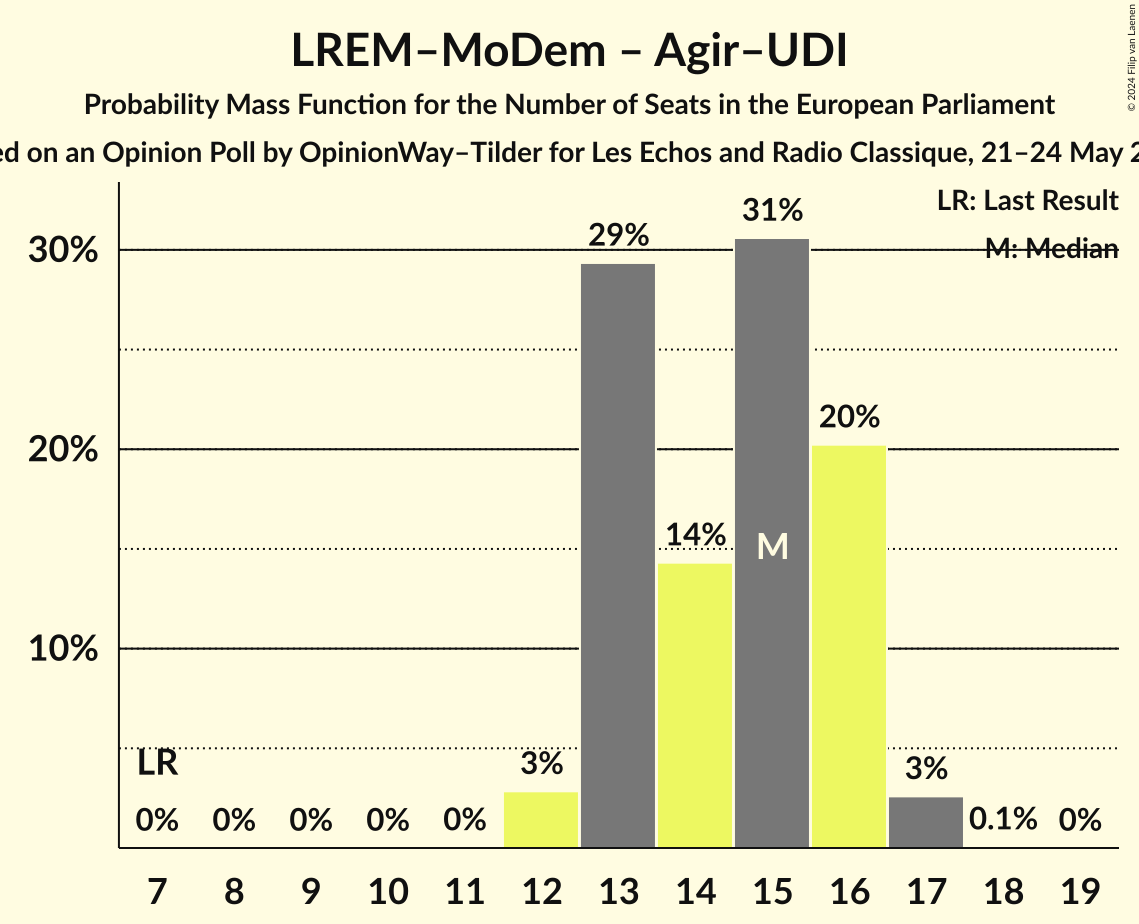 LREM–MoDem – Agir–UDI
Probability Mass Function for the Number of Seats in the European Parliament
on an Opinion Poll by OpinionWay–Tilder for Les Echos and Radio Classique, 21–24 May
© 2024 Filip van Laenen
LR: Last Result
M: Median
30%
20%
10%
29%
31%
20%
14%
M
LR
3%
3%
0%
0%
0%
0%
0%
0.1%
0%
7 8 9 10 11 12 13 14 15 16 17 18 19